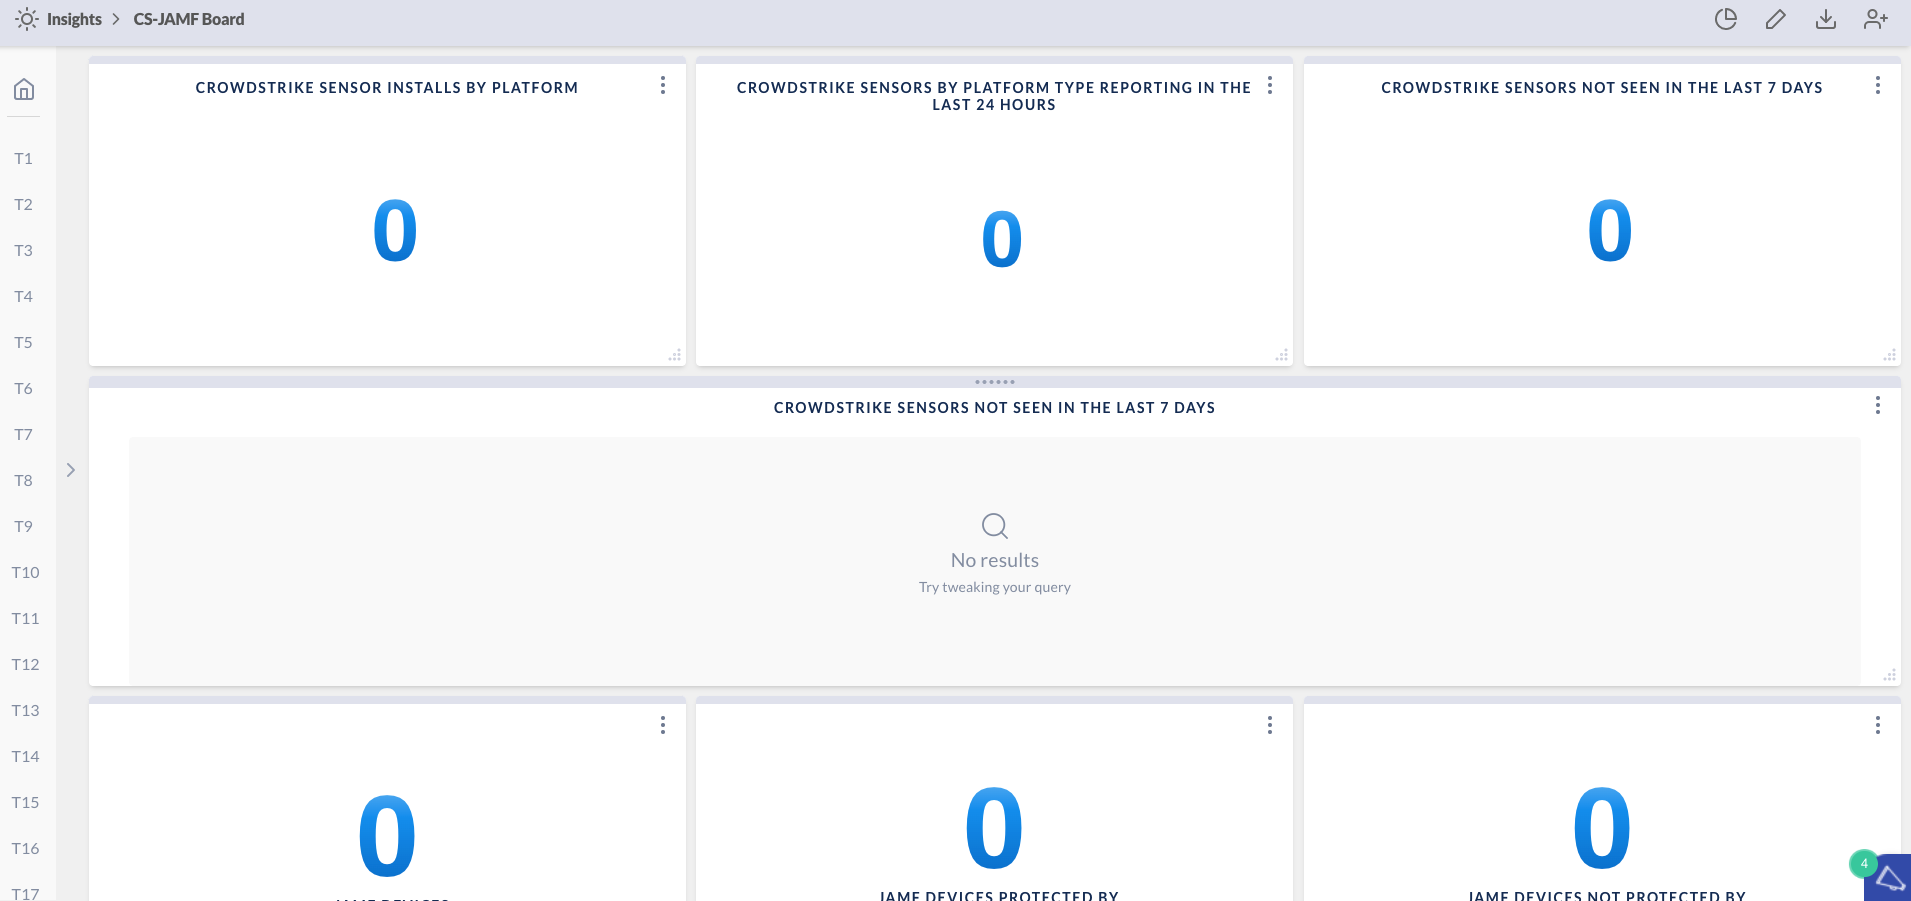 Insights > CS-JAMF Board
T1
T2
T3
T4
T5
T6
T7
T8
T9
T10
T11
T12
T13
T14
T15
T16
T17
CROWDSTRIKE SENSOR INSTALLS BY PLATFORM
0
CROWDSTRIKE SENSORS BY PLATFORM TYPE REPORTING IN THE
LAST 24 HOURS
0
CROWDSTRIKE SENSORS NOT SEEN IN THE LAST 7 DAYS
0
CROWDSTRIKE SENSORS NOT SEEN IN THE LAST 7 DAYS
No results
Try tweaking your query
0
JAMF DEVICES
0
JAMF DEVICES PROTECTED BY
0
JAMF DEVICES NOT PROTECTED BY
4